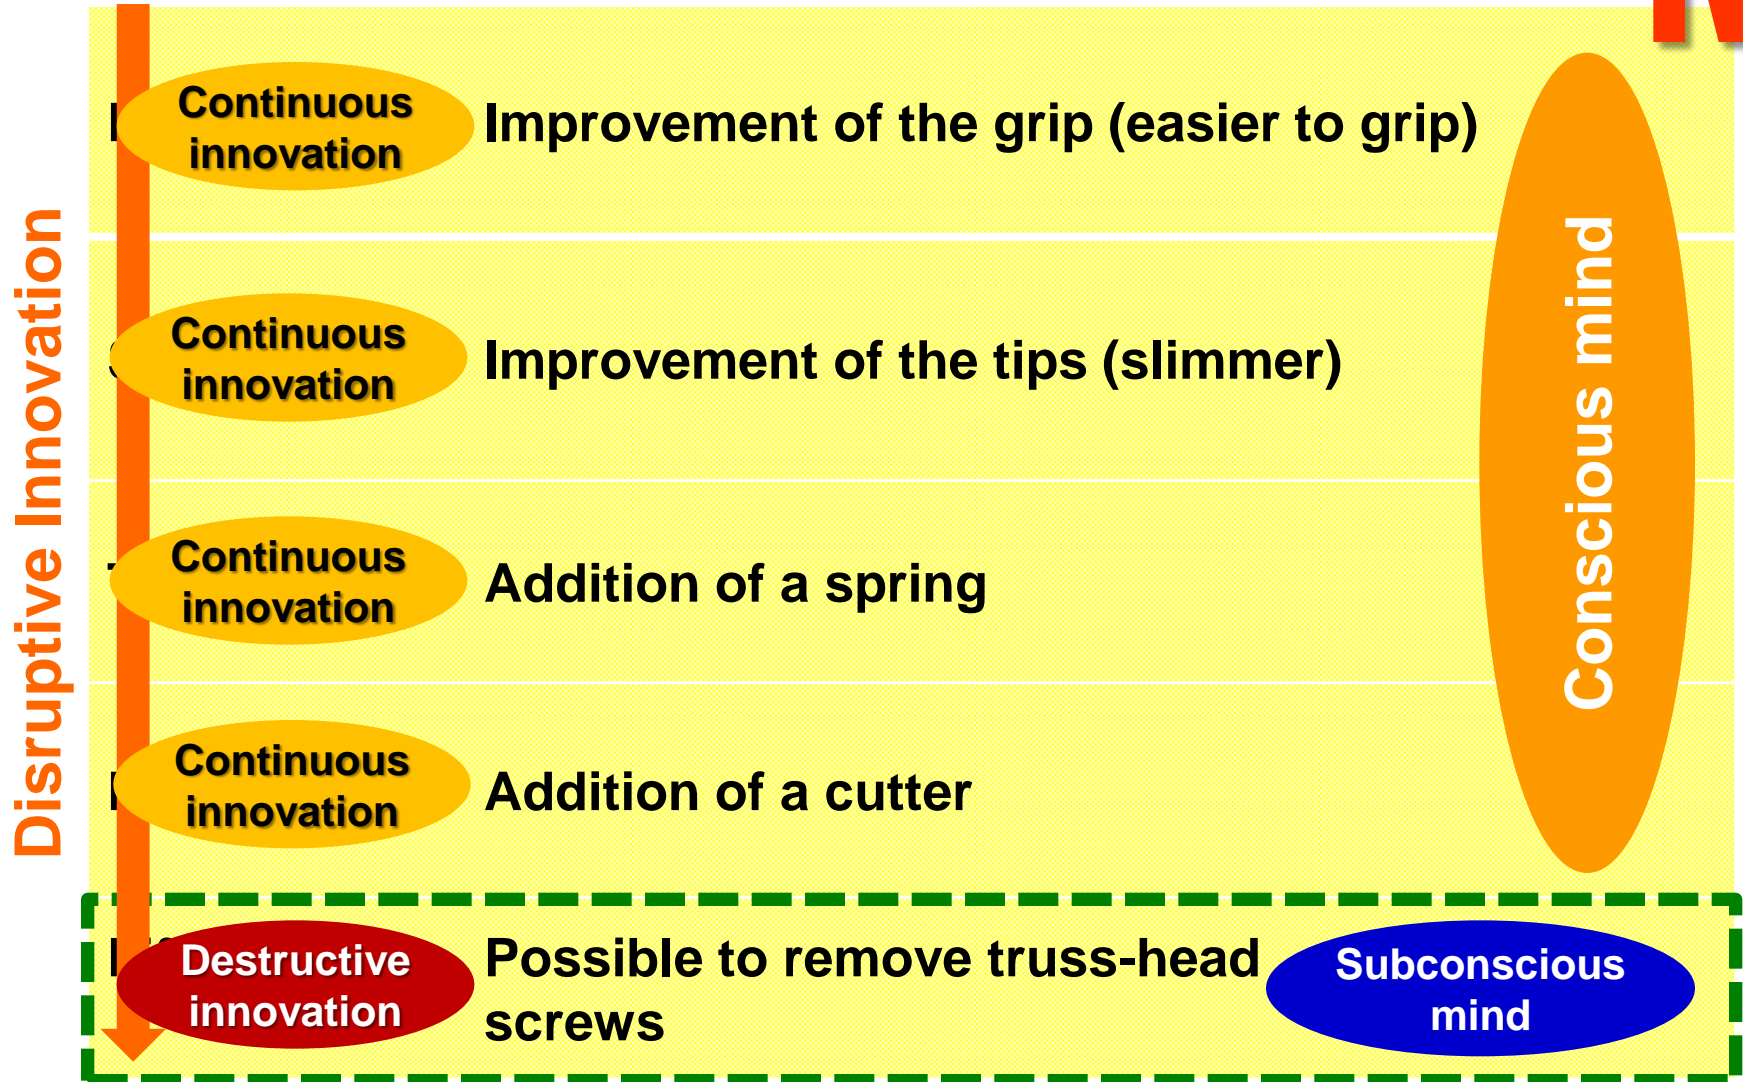 Disruptive Innovation
Continuous
innovation
Improvement of the grip (easier to grip)
Continuous
innovation
Improvement of the tips (slimmer)
Continuous
innovation
Addition of a spring
Continuous
innovation
Addition of a cutter
Conscious mind
Destructive
innovation
Possible to remove truss-head
screws
Subconscious
mind